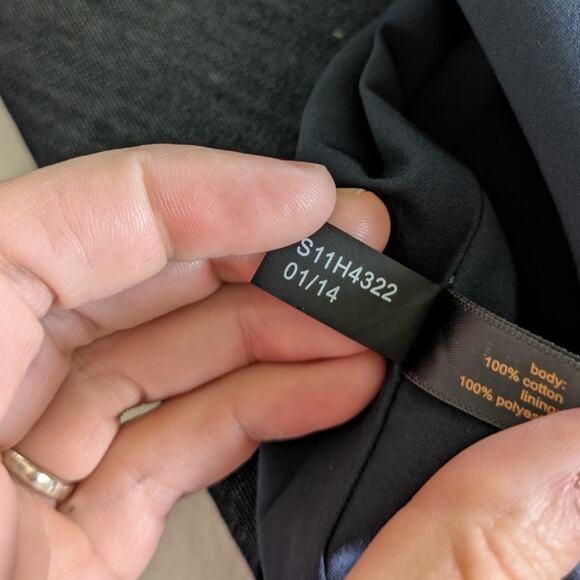 S11H4322
01/14
body:
100% cotton
lining:
100%